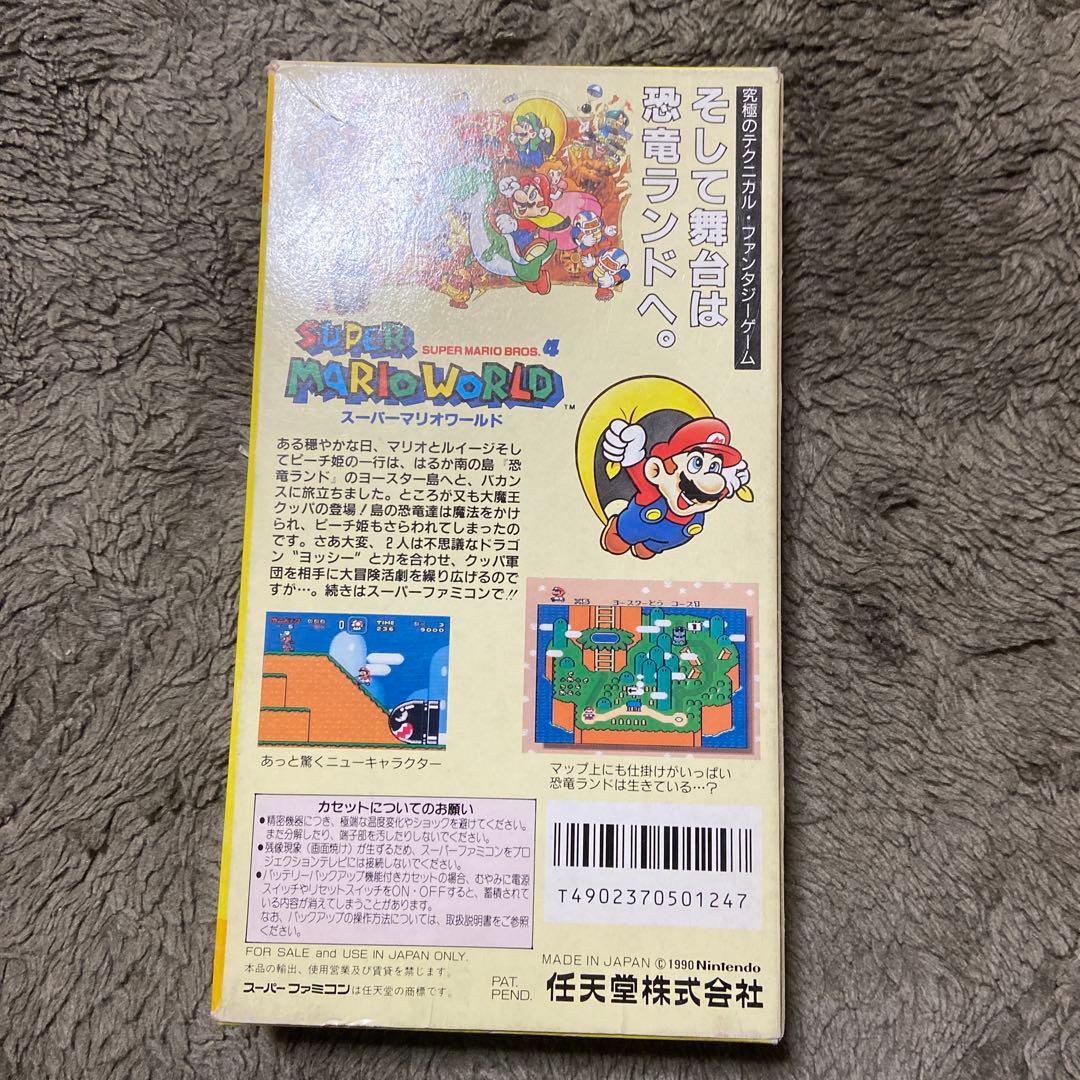 究極のテクニカル・ファンタジーゲーム
そして舞台は
恐竜ランドへ。
SUPER
SUPER MARIO BROS. 4
MARIO WORLD
TM
スーパーマリオワールド
ある穏やかな日、マリオとルイージそし
てピーチ姫の一行は、はるか南の島『恐
竜ランド』のヨースター島へと、バカン
スに旅立ちました。ところが又も大魔王
クッパの登場!島の恐竜達は魔法をかけ
られ、ピーチ姫もさらわれてしまったの
です。さあ大変、2人は不思議なドラゴ
ン“ヨッシー”と力を合わせ、クッパ軍
団を相手に大冒険活劇を繰り広げるので
すが…。続きはスーパーファミコンで!!
TIME
236
3
9000
あっと驚くニューキャラクター
ヨースターとう コース1
マップ上にも仕掛けがいっぱい
恐竜ランドは生きている…?
カセットについてのお願い
●精密機器につき、極端な温度変化やショックを避けてください。
また分解したり、端子部を汚したりしないでください。
●残像現象(画面焼け)が生ずるため、スーパーファミコンをプロ
ジェクションテレビには接続しないでください。
●バッテリーバックアップ機能付きカセットの場合、むやみに電源
スイッチやリセットスイッチをON・OFFすると、蓄積されて
いる内容が消えてしまうことがあります。
なお、バックアップの操作方法については、取扱説明書をご参照
ください。
T4902370501247
FOR SALE and USE IN JAPAN ONLY.
本品の輸出、使用営業及び賃貸を禁じます。
スーパーファミコンは任天堂の商標です。
PAT.
PEND.
MADE IN JAPAN ©1990 Nintendo
任天堂株式会社